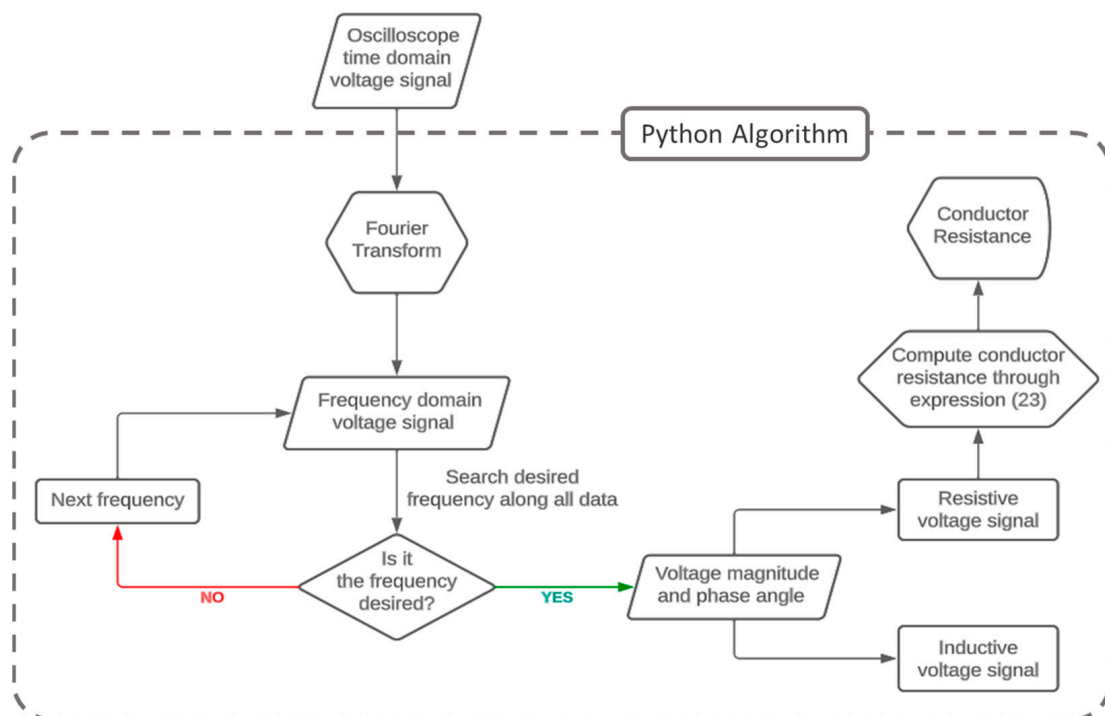 Oscilloscope
time domain
voltage signal
Python Algorithm
Fourier
Transform
Conductor
Resistance
Compute conductor
resistance through
expression (23)
Frequency domain
voltage signal
Search desired
frequency along all data
Next frequency
Resistive
voltage signal
Is it
the frequency
desired?
NO
YES
Voltage magnitude
and phase angle
Inductive
voltage signal